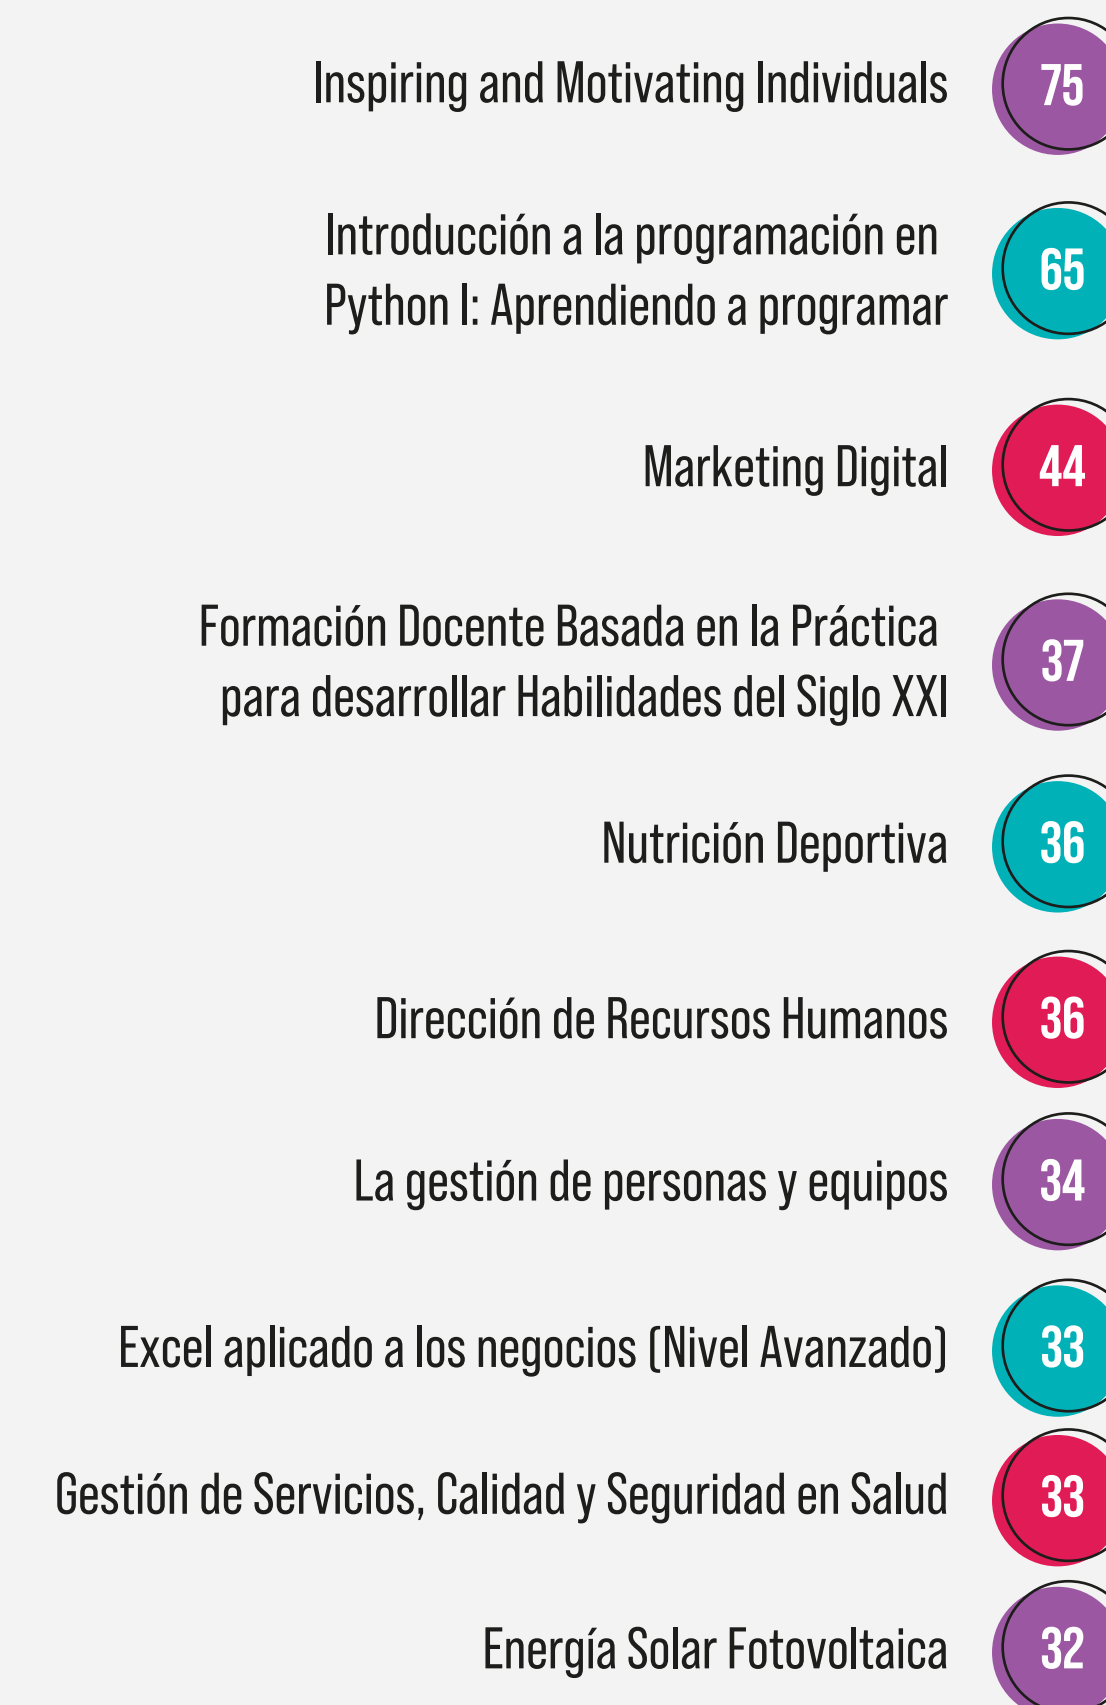 Inspiring and Motivating Individuals
75
Introducción a la programación en
Python I: Aprendiendo a programar
65
Marketing Digital
44
Formación Docente Basada en la Práctica
para desarrollar Habilidades del Siglo XXI
37
Nutrición Deportiva
36
Dirección de Recursos Humanos
36
La gestión de personas y equipos
34
Excel aplicado a los negocios (Nivel Avanzado)
33
Gestión de Servicios, Calidad y Seguridad en Salud
33
Energía Solar Fotovoltaica
32